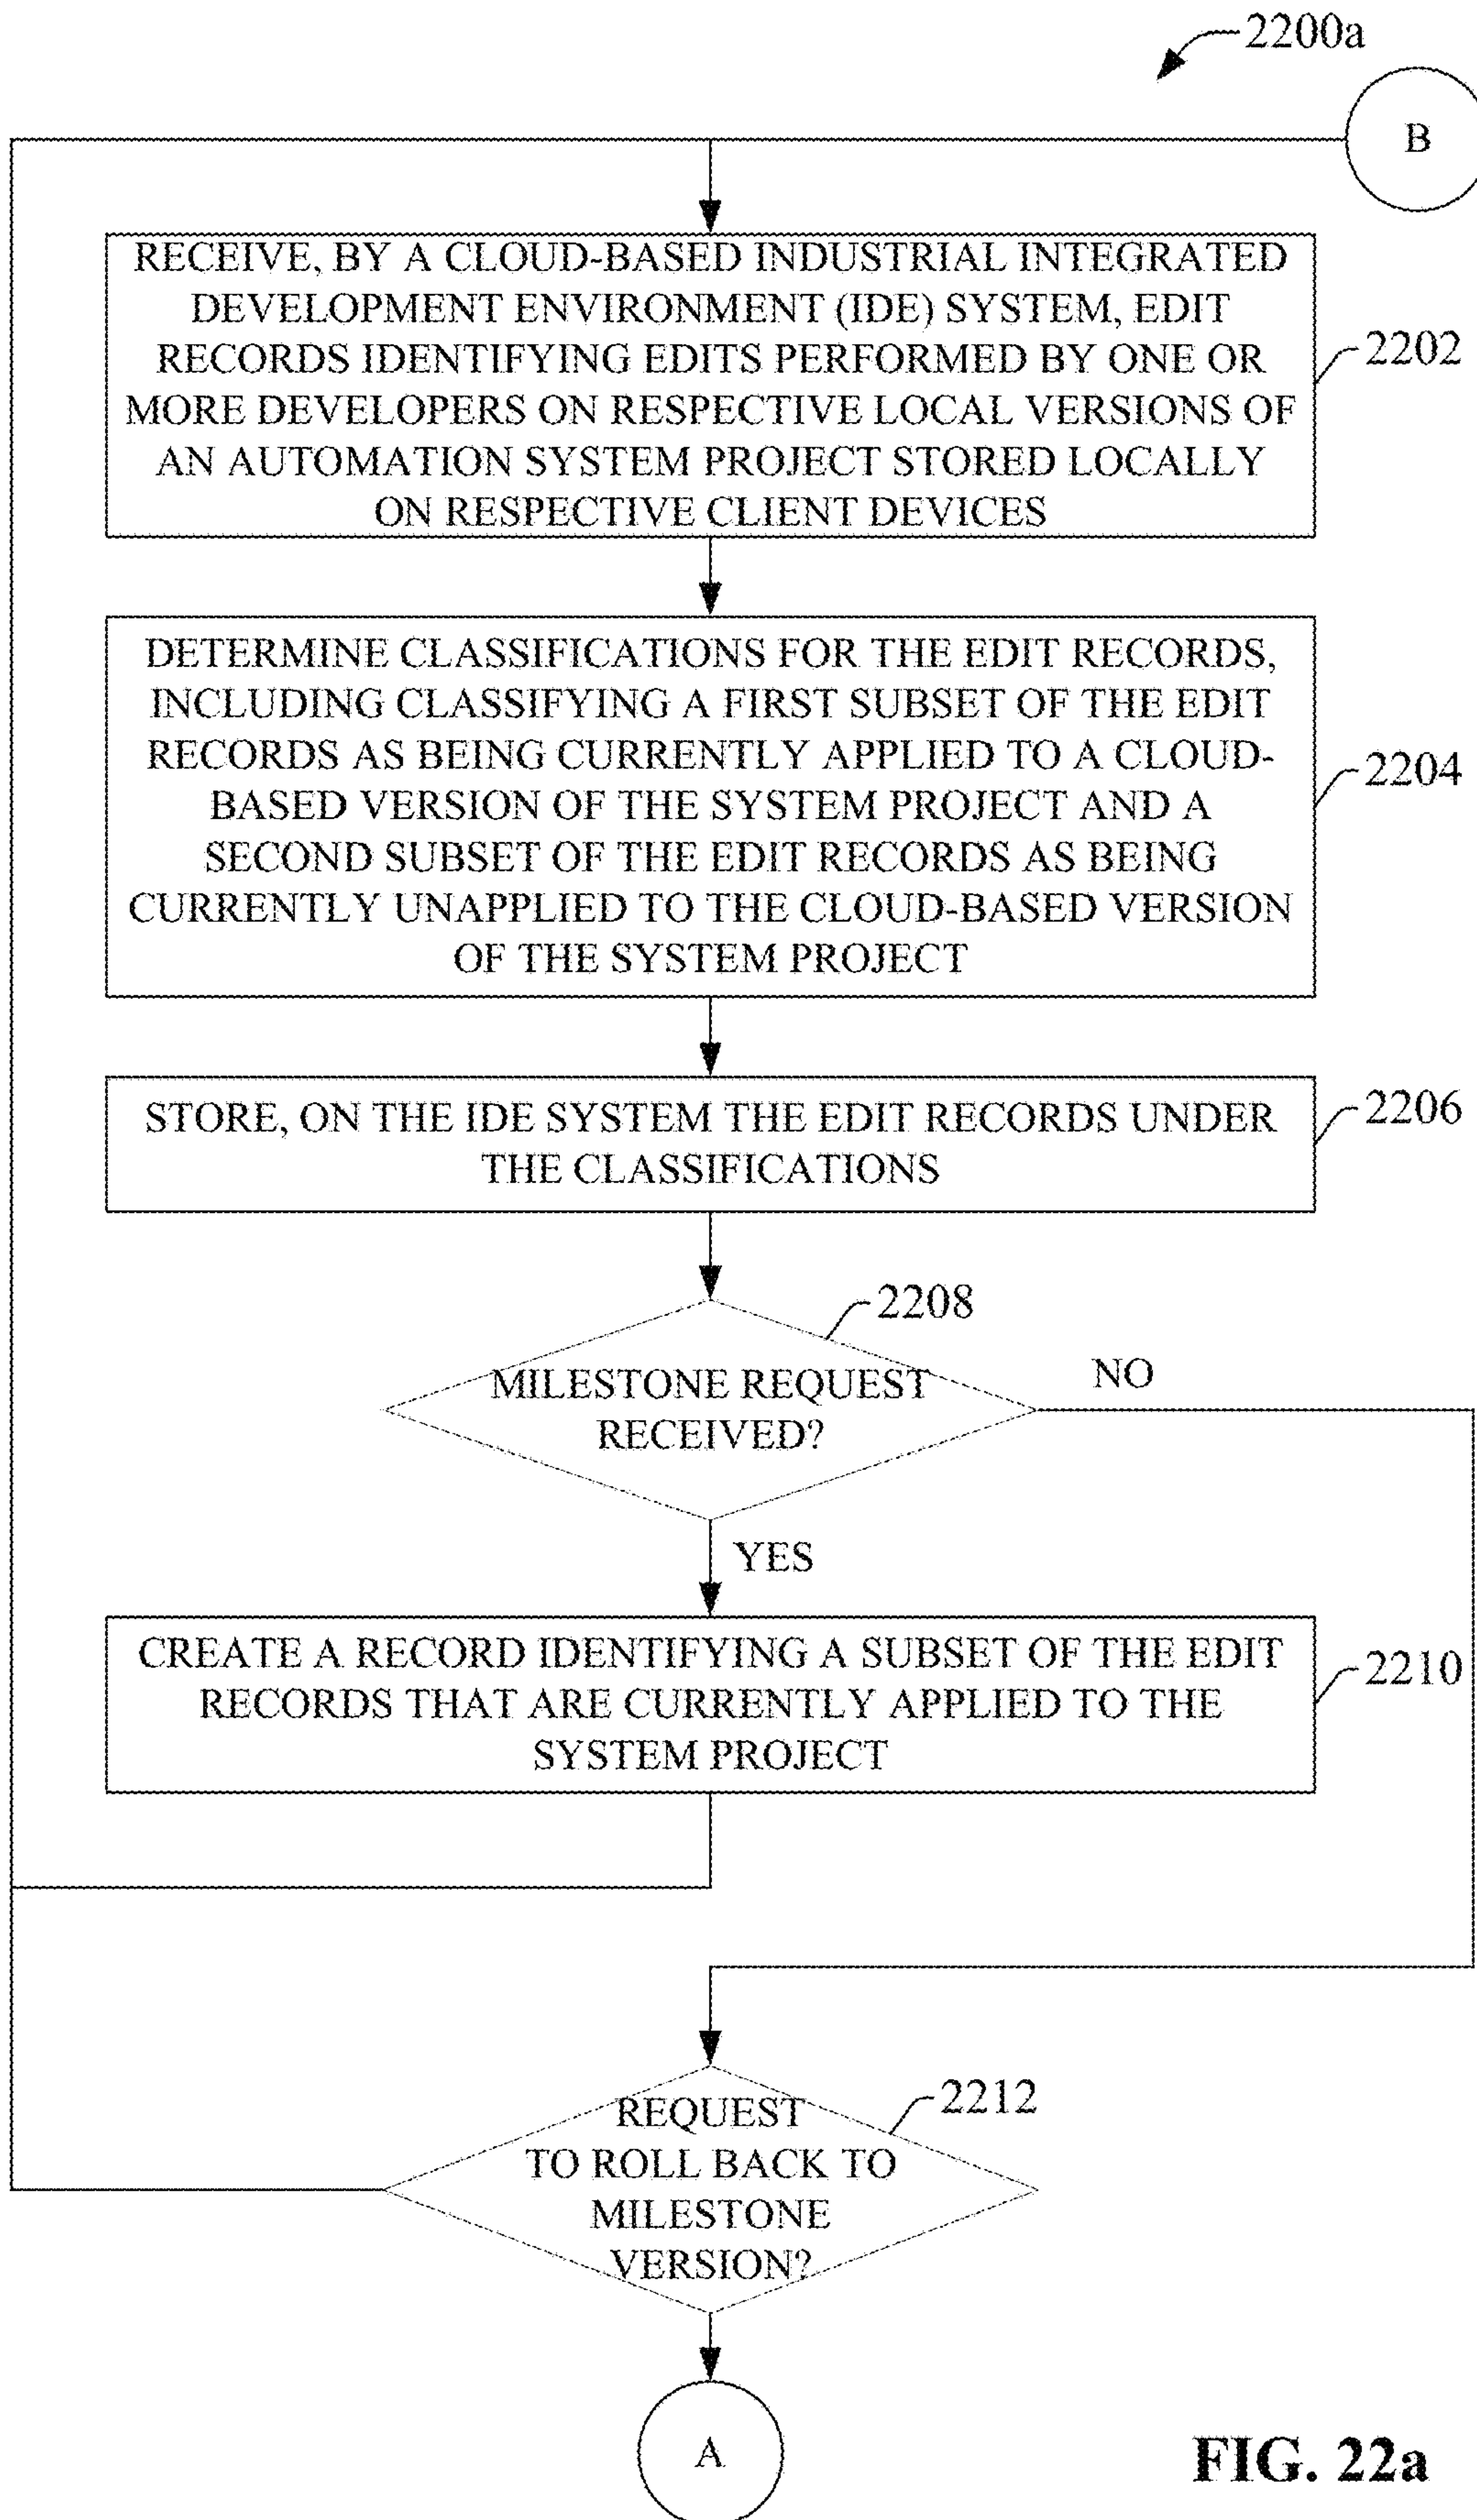 2200a
B
RECEIVE, BY A CLOUD-BASED INDUSTRIAL INTEGRATED
DEVELOPMENT ENVIRONMENT (IDE) SYSTEM, EDIT
RECORDS IDENTIFYING EDITS PERFORMED BY ONE OR
MORE DEVELOPERS ON RESPECTIVE LOCAL VERSIONS OF
AN AUTOMATION SYSTEM PROJECT STORED LOCALLY
ON RESPECTIVE CLIENT DEVICES
2202
DETERMINE CLASSIFICATIONS FOR THE EDIT RECORDS,
INCLUDING CLASSIFYING A FIRST SUBSET OF THE EDIT
RECORDS AS BEING CURRENTLY APPLIED TO A CLOUD-
BASED VERSION OF THE SYSTEM PROJECT AND A
SECOND SUBSET OF THE EDIT RECORDS AS BEING
CURRENTLY UNAPPLIED TO THE CLOUD-BASED VERSION
OF THE SYSTEM PROJECT
2204
STORE, ON THE IDE SYSTEM THE EDIT RECORDS UNDER
THE CLASSIFICATIONS
2206
2208
MILESTONE REQUEST
RECEIVED?
NO
YES
CREATE A RECORD IDENTIFYING A SUBSET OF THE EDIT
RECORDS THAT ARE CURRENTLY APPLIED TO THE
SYSTEM PROJECT
2210
2212
REQUEST
TO ROLL BACK TO
MILESTONE
VERSION?
A
FIG. 22a